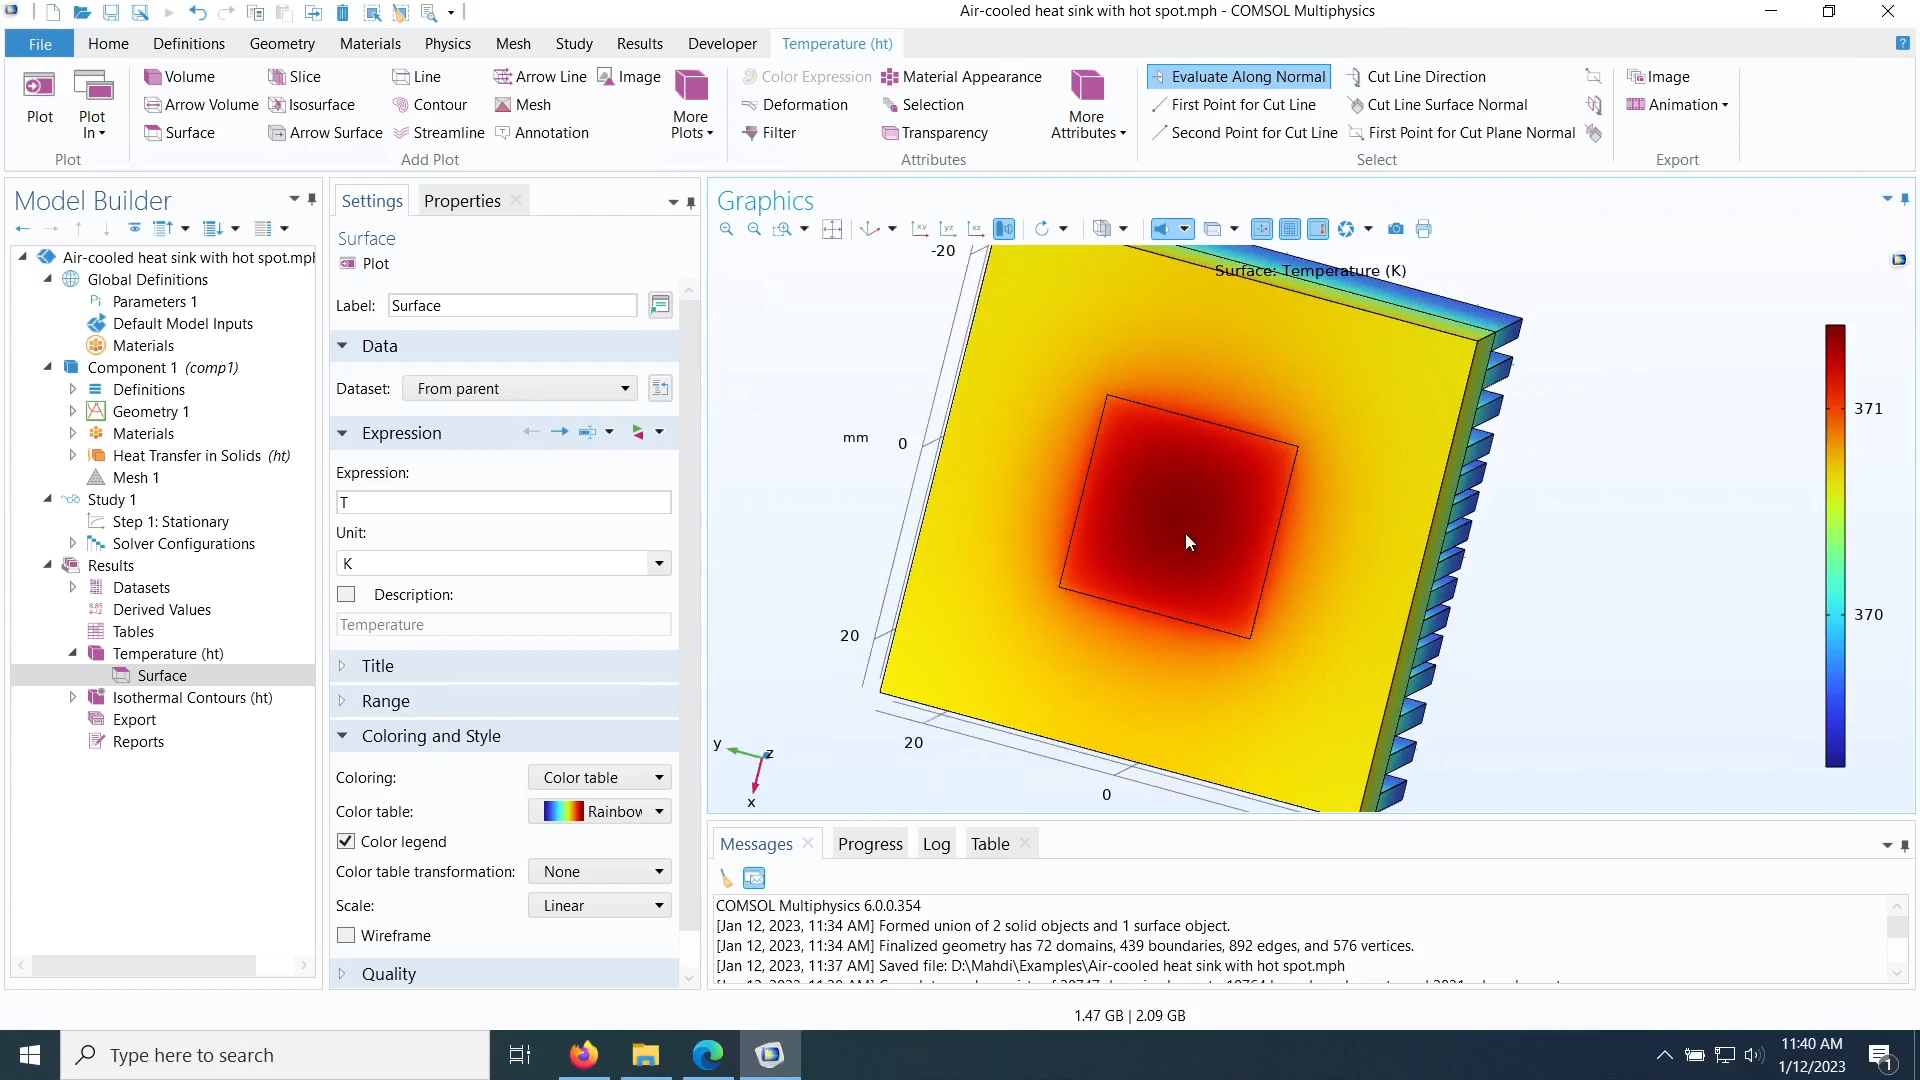 Air-cooled heat sink with hot spot.mph - COMSOL Multiphysics
File Home Definitions Geometry Materials Physics Mesh Study Results Developer Temperature (ht)
Volume Slice Line Arrow Line Image Color Expression Material Appearance Evaluate Along Normal Cut Line Direction Image
Arrow Volume Isosurface Contour Mesh Deformation Selection First Point for Cut Line Cut Line Surface Normal Animation
Surface Arrow Surface Streamline Annotation Filter Transparency Second Point for Cut Line First Point for Cut Plane Normal
Plot Plot In More Plots More Attributes
Plot Add Plot Attributes Select Export
Model Builder
Air-cooled heat sink with hot spot.mph
Global Definitions
Parameters 1
Default Model Inputs
Materials
Component 1 (comp1)
Definitions
Geometry 1
Materials
Heat Transfer in Solids (ht)
Mesh 1
Study 1
Step 1: Stationary
Solver Configurations
Results
Datasets
Derived Values
Tables
Temperature (ht)
Surface
Isothermal Contours (ht)
Export
Reports
Settings Properties
Surface
Plot
Label: Surface
Data
Dataset: From parent
Expression
Expression:
T
Unit:
K
Description:
Temperature
Title
Range
Coloring and Style
Coloring: Color table
Color table: Rainbow
Color legend
Color table transformation: None
Scale: Linear
Wireframe
Quality
Graphics
xy yz xz
Surface: Temperature (K)
-20
mm 0
20
20
0
y z
x
371
370
Messages Progress Log Table
COMSOL Multiphysics 6.0.0.354
[Jan 12, 2023, 11:34 AM] Formed union of 2 solid objects and 1 surface object.
[Jan 12, 2023, 11:34 AM] Finalized geometry has 72 domains, 439 boundaries, 892 edges, and 576 vertices.
[Jan 12, 2023, 11:37 AM] Saved file: D:\Mahdi\Examples\Air-cooled heat sink with hot spot.mph
1.47 GB | 2.09 GB
Type here to search
11:40 AM
1/12/2023
1